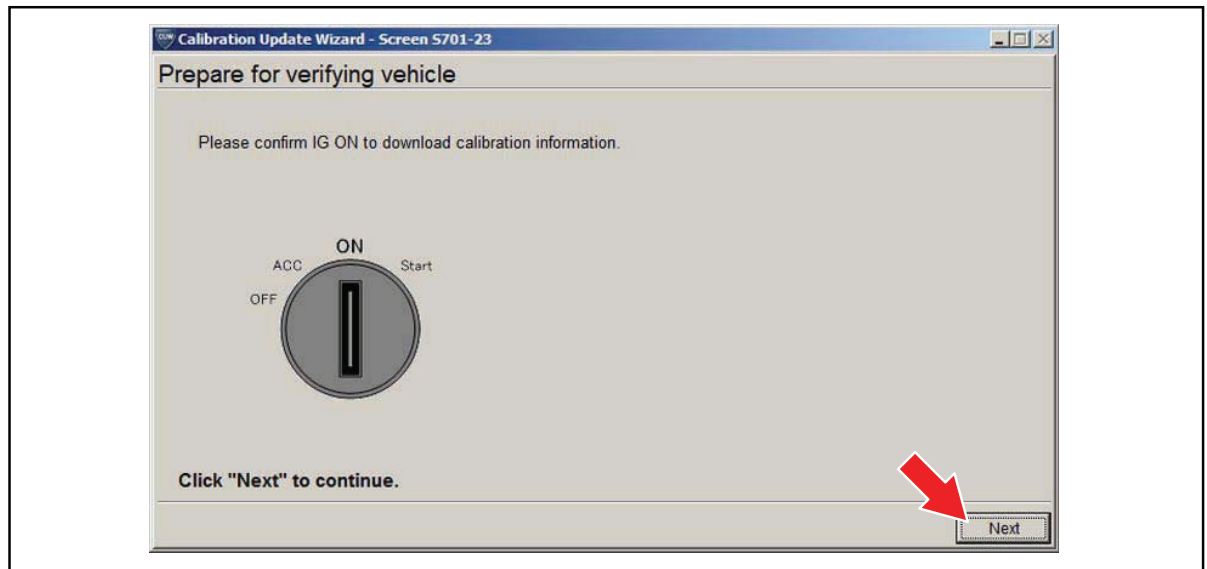 CUW Calibration Update Wizard - Screen S701-23
Prepare for verifying vehicle
Please confirm IG ON to download calibration information.
ON
ACC
Start
OFF
Click "Next" to continue.
Next